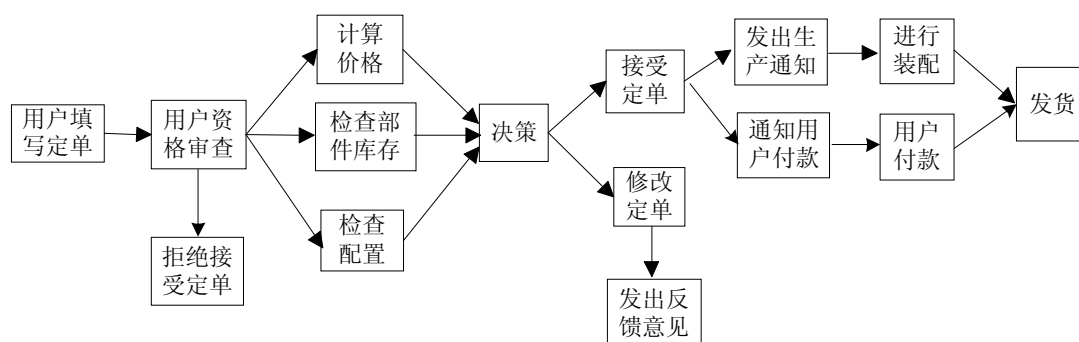 用户填
写定单
用户资
格审查
拒绝接
受定单
计算
价格
检查部
件库存
检查
配置
决策
接受
定单
修改
定单
发出反
馈意见
发出生
产通知
通知用
户付款
进行
装配
用户
付款
发货